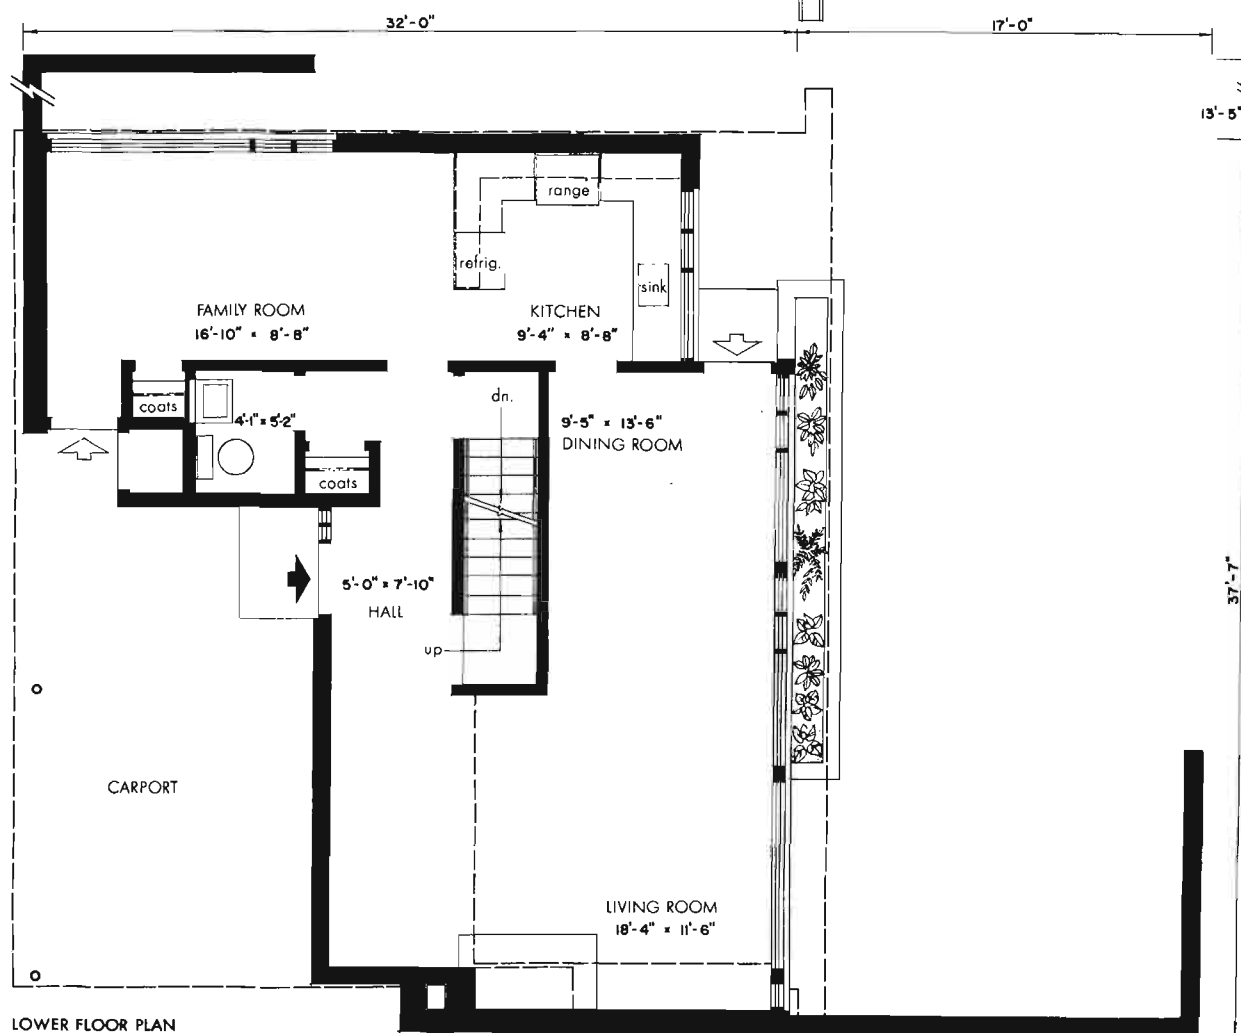 32'-0"
17'-0"
13'-5"
range
refrig.
sink
FAMILY ROOM
16'-10" x 8'-8"
KITCHEN
9'-4" x 8'-8"
coats
4'-1" x 5'-2"
dn.
9'-5" x 13'-6"
DINING ROOM
coats
5'-0" x 7'-10"
HALL
37'-7"
up
CARPORT
LIVING ROOM
18'-4" x 11'-6"
LOWER FLOOR PLAN